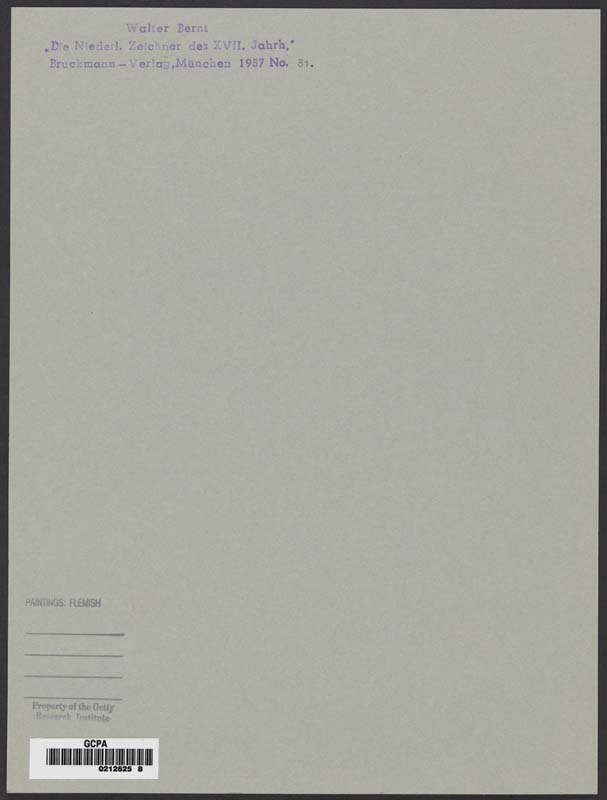 Walter Bernt
„Die Niederl. Zeichner des XVII. Jahrh.“
Bruckmann – Verlag, München 1957 No. 81.
PAINTINGS: FLEMISH
Property of the Getty
Research Institute
GCPA
0212625 8